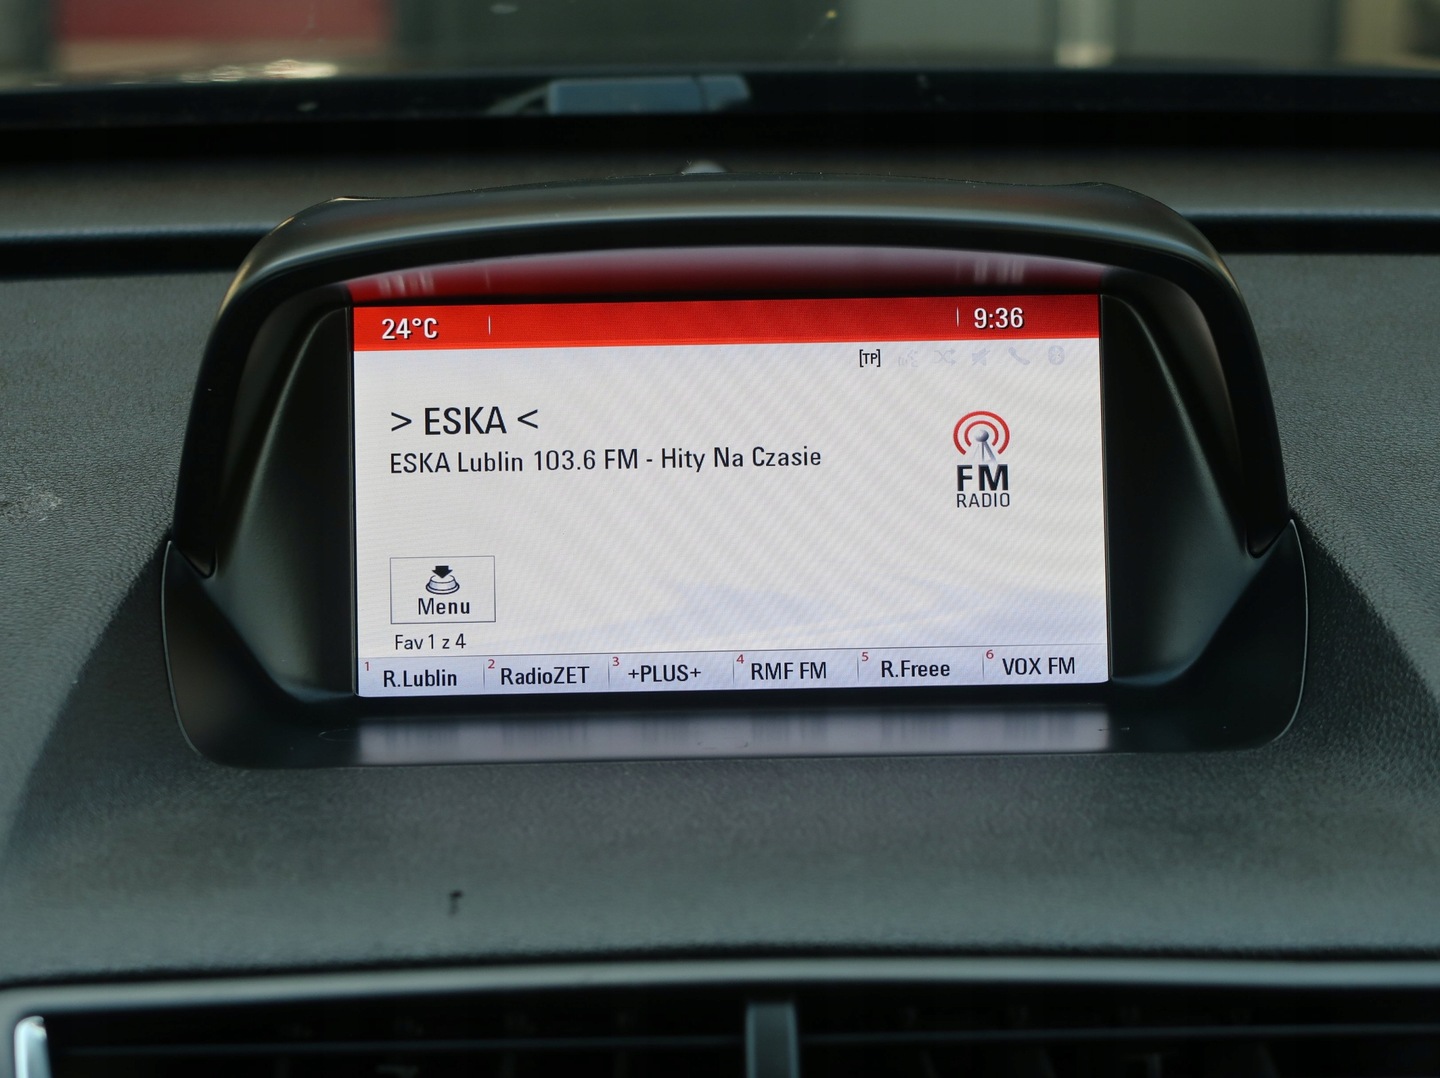 24°C 9:36
[TP]
> ESKA <
ESKA Lublin 103.6 FM - Hity Na Czasie
FM
RADIO
Menu
Fav 1 z 4
1 R.Lublin 2 RadioZET 3 +PLUS+ 4 RMF FM 5 R.Freee 6 VOX FM